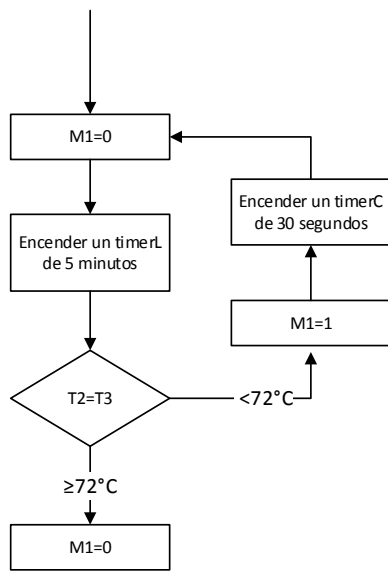 M1=0
Encender un timerL
de 5 minutos
T2=T3
<72°C
M1=1
Encender un timerC
de 30 segundos
≥72°C
M1=0